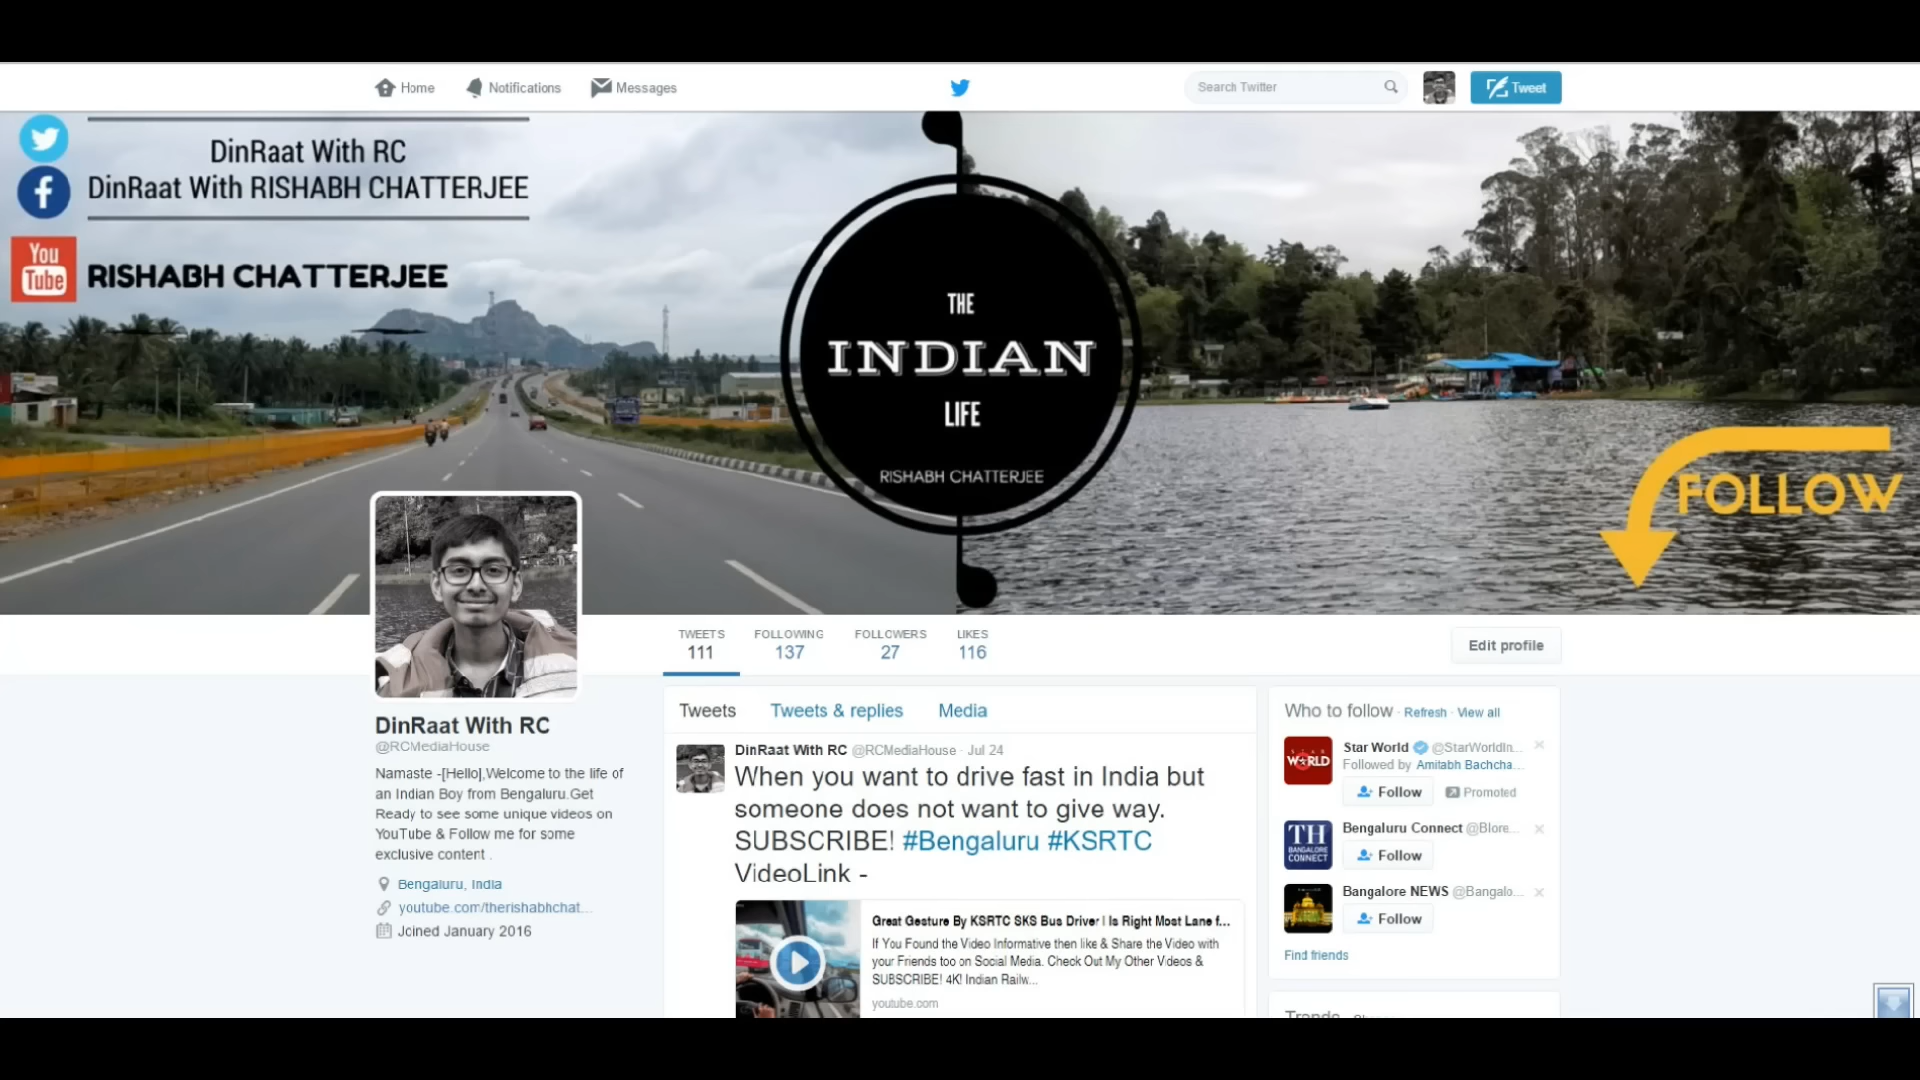 Home
Notifications
Messages
Search Twitter
Tweet
DinRaat With RC
DinRaat With RISHABH CHATTERJEE
You
Tube
RISHABH CHATTERJEE
THE
INDIAN
LIFE
RISHABH CHATTERJEE
FOLLOW
TWEETS
111
FOLLOWING
137
FOLLOWERS
27
LIKES
116
Edit profile
DinRaat With RC
@RCMediaHouse
Namaste -[Hello],Welcome to the life of
an Indian Boy from Bengaluru.Get
Ready to see some unique videos on
YouTube & Follow me for some
exclusive content .
Bengaluru, India
youtube.com/therishabhchat...
Joined January 2016
Tweets
Tweets & replies
Media
DinRaat With RC @RCMediaHouse · Jul 24
When you want to drive fast in India but
someone does not want to give way.
SUBSCRIBE! #Bengaluru #KSRTC
VideoLink -
Great Gesture By KSRTC SKS Bus Driver | Is Right Most Lane f...
If You Found the Video Informative then like & Share the Video with
your Friends too on Social Media. Check Out My Other Videos &
SUBSCRIBE! 4K! Indian Railw...
youtube.com
Who to follow · Refresh · View all
WORLD
Star World @StarWorldIn...
Followed by Amitabh Bachcha...
Follow
Promoted
TH
BANGALORE
CONNECT
Bengaluru Connect @Blore...
Follow
Bangalore NEWS @Bangalo...
Follow
Find friends